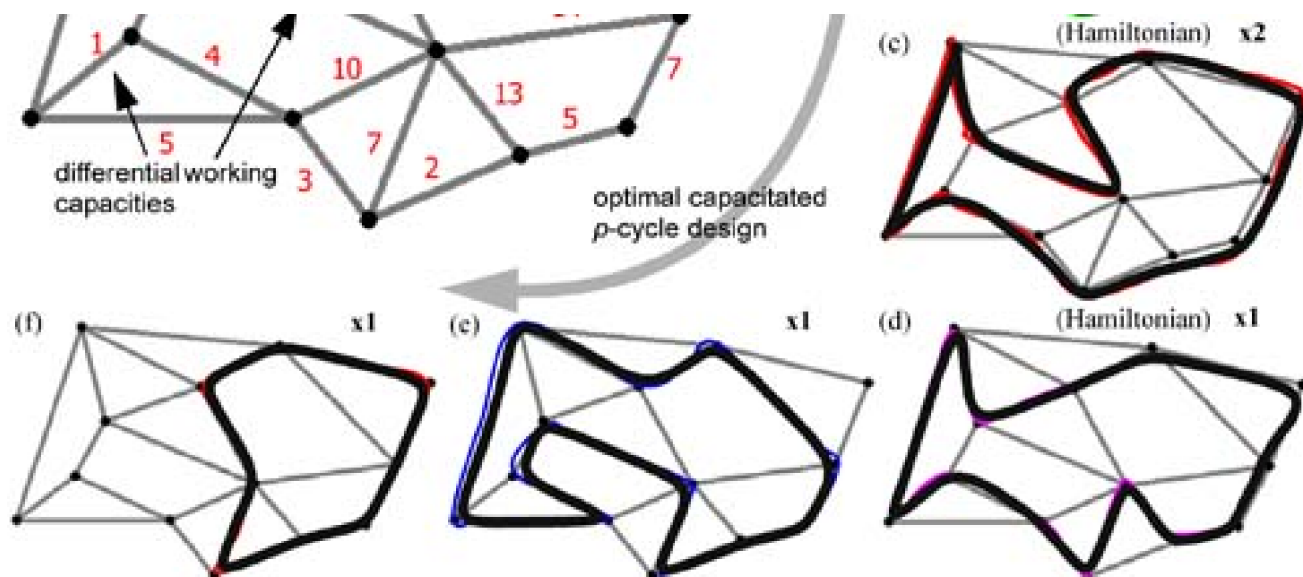 1
4
10
7
13
5
5
7
3
2
differential working
capacities
optimal capacitated
p-cycle design
(c) (Hamiltonian) x2
(f) x1
(e) x1
(d) (Hamiltonian) x1